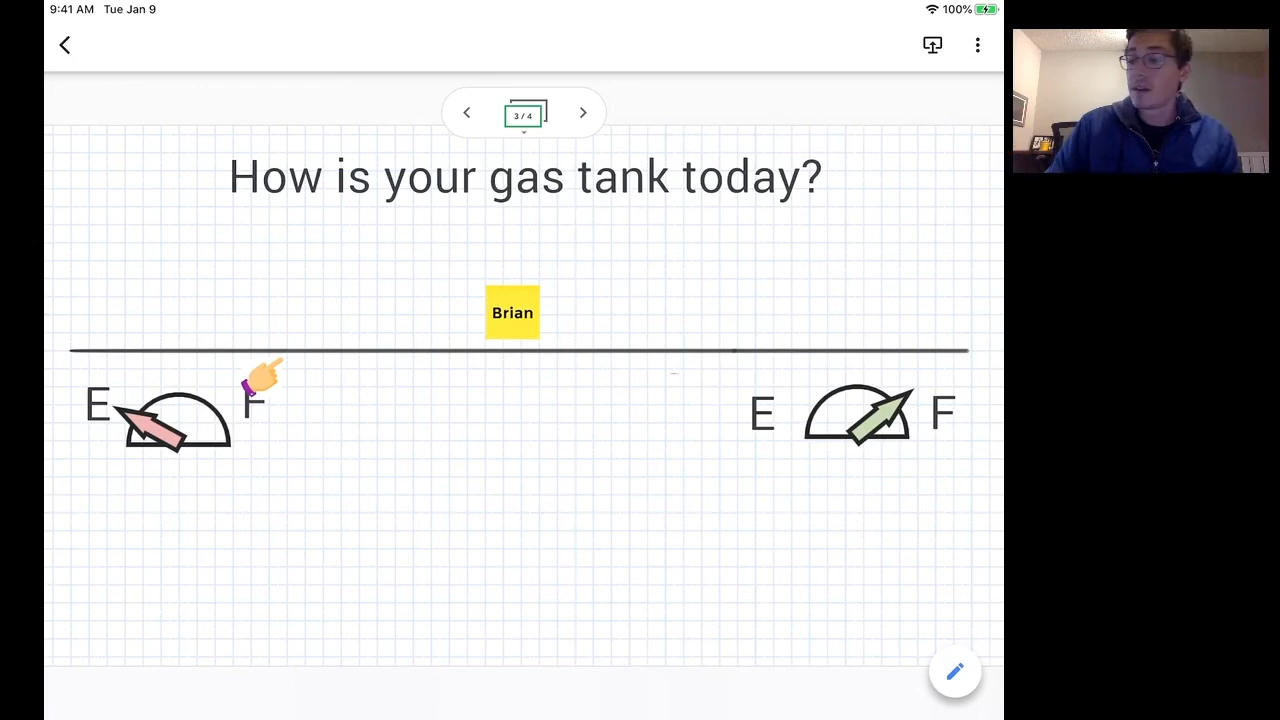 9:41 AM Tue Jan 9
100%
3 / 4
How is your gas tank today?
Brian
E F
E F